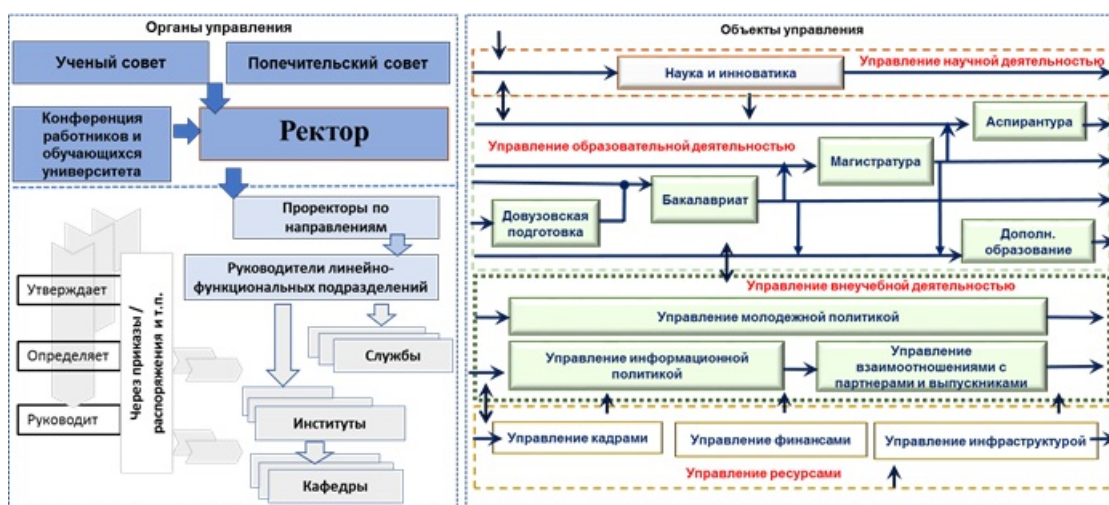 Органы управления
Ученый совет
Попечительский совет
Конференция
работников и
обучающихся
университета
Ректор
Проректоры по
направлениям
Руководители линейно-
функциональных подразделений
Утверждает
Определяет
Руководит
Через приказы /
распоряжения и т.п.
Службы
Институты
Кафедры
Объекты управления
Наука и инноватика
Управление научной деятельностью
Аспирантура
Управление образовательной деятельностью
Магистратура
Бакалавриат
Довузовская
подготовка
Дополн.
образование
Управление внеучебной деятельностью
Управление молодежной политикой
Управление информационной
политикой
Управление
взаимоотношениями с
партнерами и выпускниками
Управление кадрами
Управление финансами
Управление инфраструктурой
Управление ресурсами